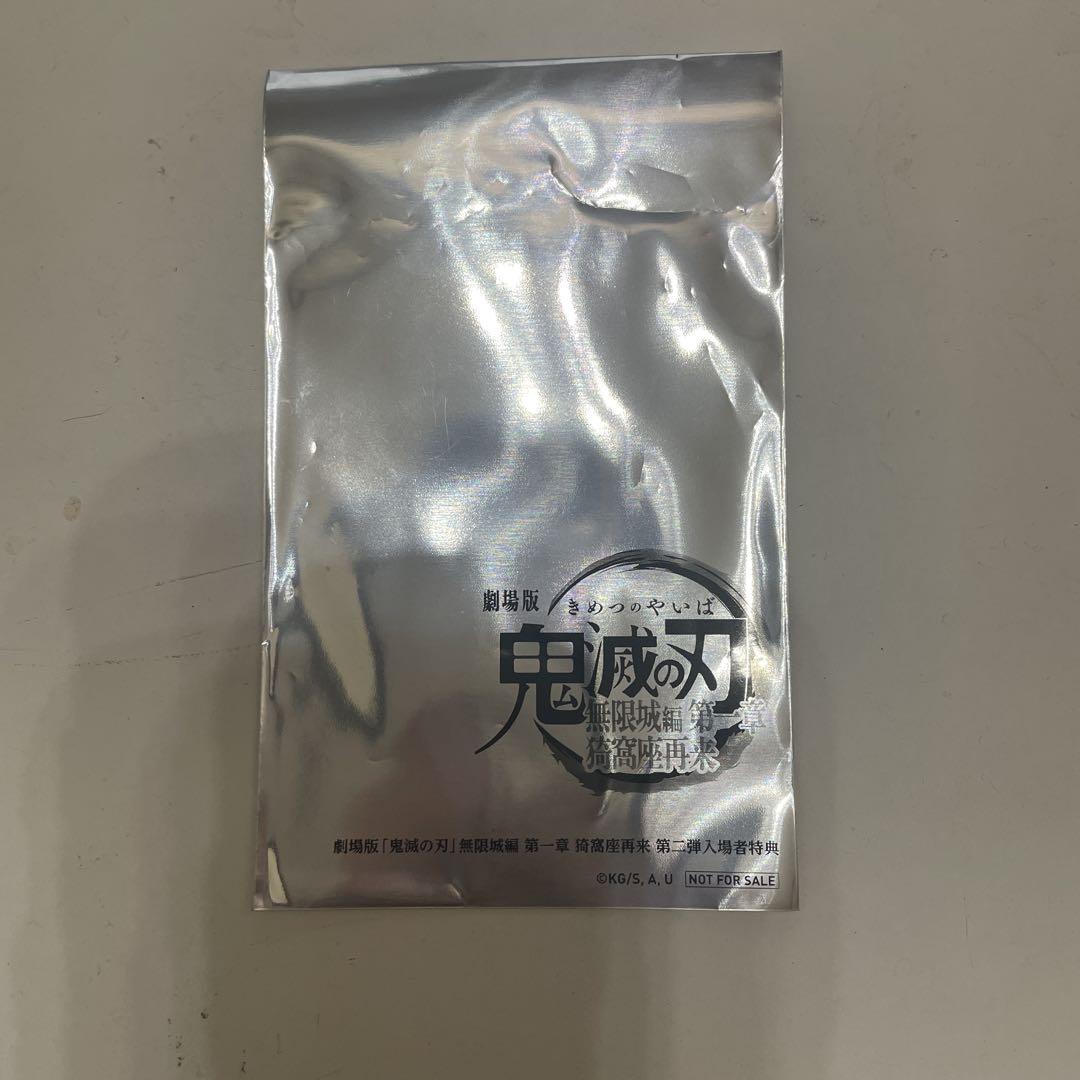 劇場版
きめつのやいば
鬼滅の刃
無限城編 第一章
猗窩座再来
劇場版「鬼滅の刃」無限城編 第一章 猗窩座再来 第二弾入場者特典
©KG/S, A, U NOT FOR SALE